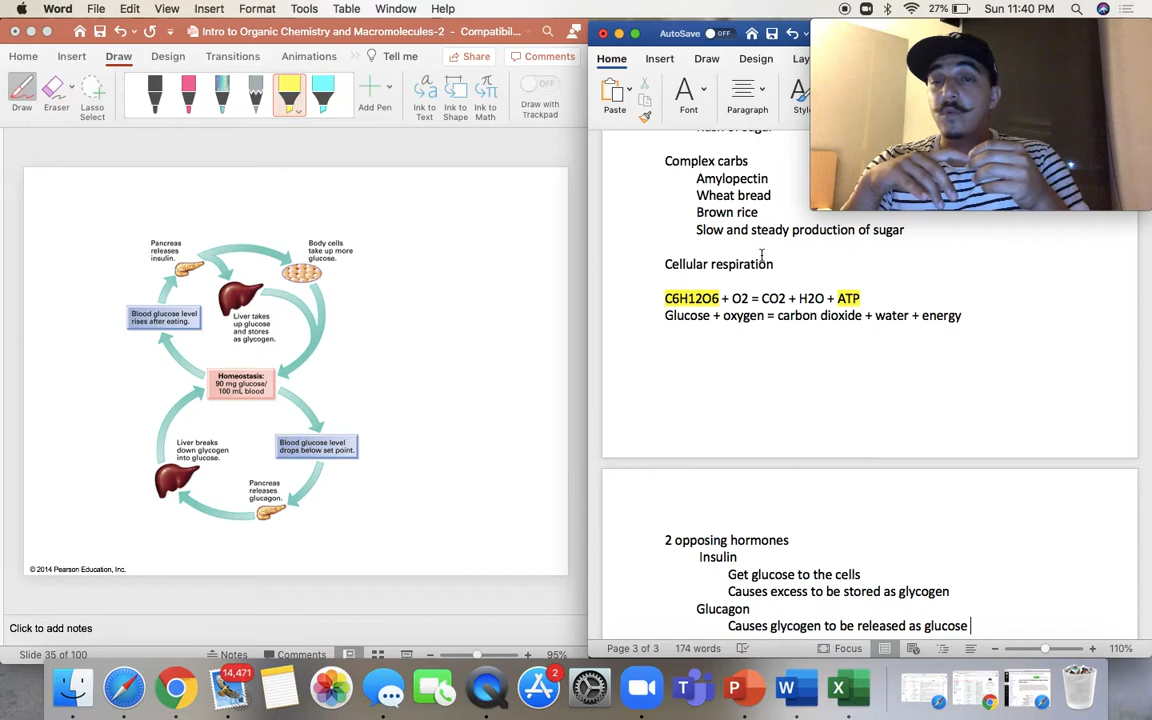 Word File Edit View Insert Format Tools Table Window Help
27% Sun 11:40 PM
Intro to Organic Chemistry and Macromolecules-2 - Compatibil...
Home Insert Draw Design Transitions Animations Tell me Share Comments
Draw
Eraser
Lasso Select
Add Pen
Ink to Text
Ink to Shape
Ink to Math
OFF
Draw with Trackpad
Pancreas
releases
insulin.
Body cells
take up more
glucose.
Blood glucose level
rises after eating.
Liver takes
up glucose
and stores
as glycogen.
Homeostasis:
90 mg glucose/
100 mL blood
Liver breaks
down glycogen
into glucose.
Blood glucose level
drops below set point.
Pancreas
releases
glucagon.
© 2014 Pearson Education, Inc.
Click to add notes
Slide 35 of 100 Notes Comments 95%
AutoSave OFF
Home Insert Draw Design Lay
Paste
Font
Paragraph
Style
Complex carbs
Amylopectin
Wheat bread
Brown rice
Slow and steady production of sugar
Cellular respiration
C6H12O6 + O2 = CO2 + H2O + ATP
Glucose + oxygen = carbon dioxide + water + energy
2 opposing hormones
Insulin
Get glucose to the cells
Causes excess to be stored as glycogen
Glucagon
Causes glycogen to be released as glucose
Page 3 of 3 174 words Focus 110%
14,471
2